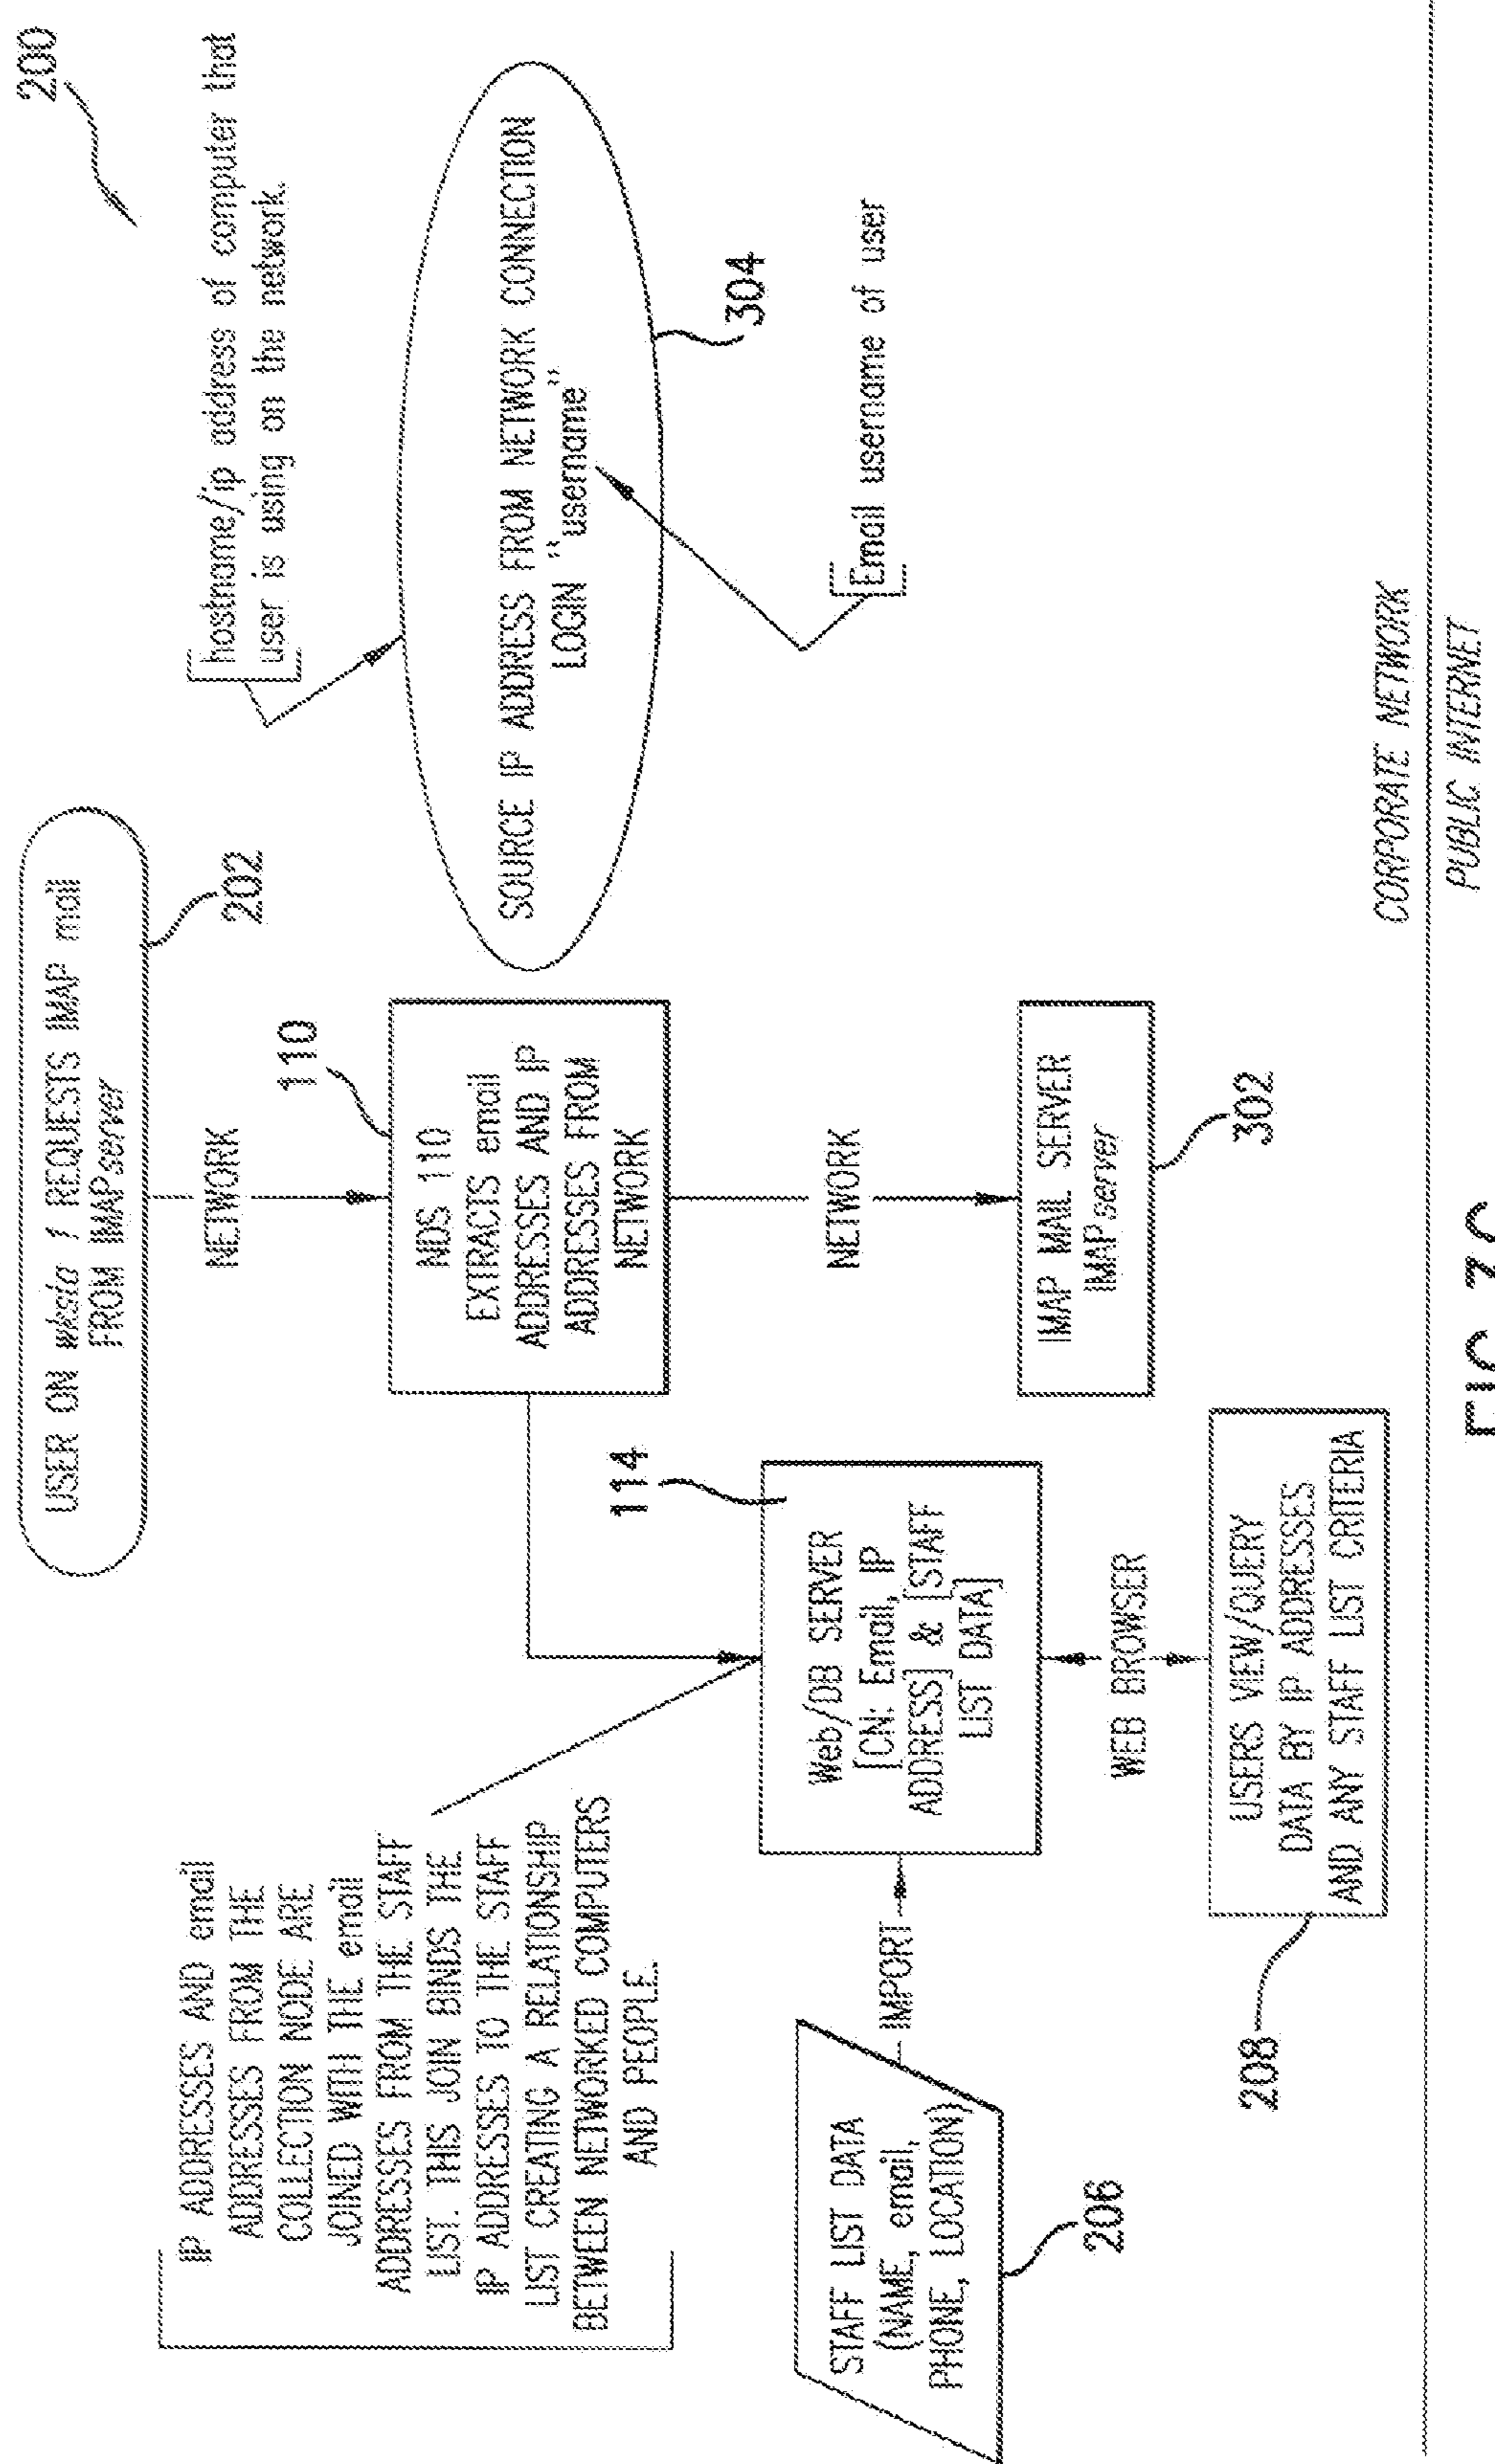 200
USER ON wksta 1 REQUESTS IMAP mail
FROM IMAPserver
202
hostname/ip address of computer that
user is using on the network.
NETWORK
110
NDS 110
EXTRACTS email
ADDRESSES AND IP
ADDRESSES FROM
NETWORK
SOURCE IP ADDRESS FROM NETWORK CONNECTION
LOGIN "username"
304
Email username of user
IP ADDRESSES AND email
ADDRESSES FROM THE
COLLECTION NODE ARE
JOINED WITH THE email
ADDRESSES FROM THE STAFF
LIST. THIS JOIN BINDS THE
IP ADDRESSES TO THE STAFF
LIST CREATING A RELATIONSHIP
BETWEEN NETWORKED COMPUTERS
AND PEOPLE.
114
NETWORK
STAFF LIST DATA
(NAME, email,
PHONE, LOCATION)
206
IMPORT
Web/DB SERVER
[CN: Email, IP
ADDRESS] & [STAFF
LIST DATA]
IMAP MAIL SERVER
IMAPserver
302
WEB BROWSER
USERS VIEW/QUERY
DATA BY IP ADDRESSES
AND ANY STAFF LIST CRITERIA
208
CORPORATE NETWORK
PUBLIC INTERNET